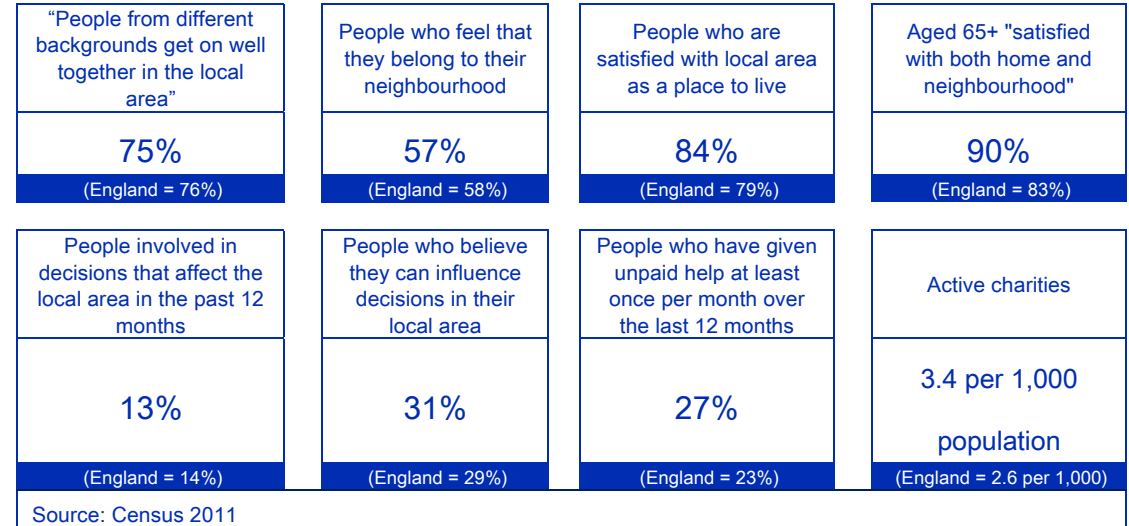 “People from different
backgrounds get on well
together in the local
area”
75%
(England = 76%)
People who feel that
they belong to their
neighbourhood
57%
(England = 58%)
People who are
satisfied with local area
as a place to live
84%
(England = 79%)
Aged 65+ "satisfied
with both home and
neighbourhood"
90%
(England = 83%)
People involved in
decisions that affect the
local area in the past 12
months
13%
(England = 14%)
People who believe
they can influence
decisions in their
local area
31%
(England = 29%)
People who have given
unpaid help at least
once per month over
the last 12 months
27%
(England = 23%)
Active charities
3.4 per 1,000
population
(England = 2.6 per 1,000)
Source: Census 2011